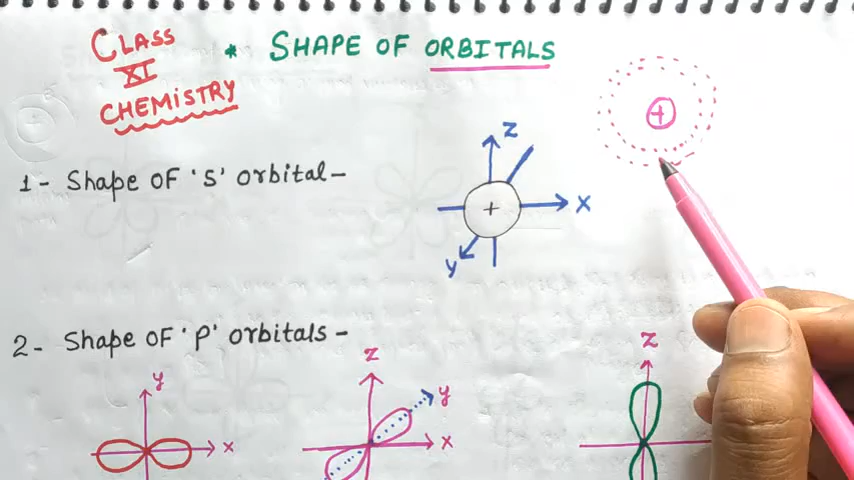 CLASS
XI
CHEMISTRY
* SHAPE OF ORBITALS
+
1- Shape OF 's' orbital-
Z
+
X
Y
2- Shape OF 'P' orbitals-
y
x
Z
y
x
Z